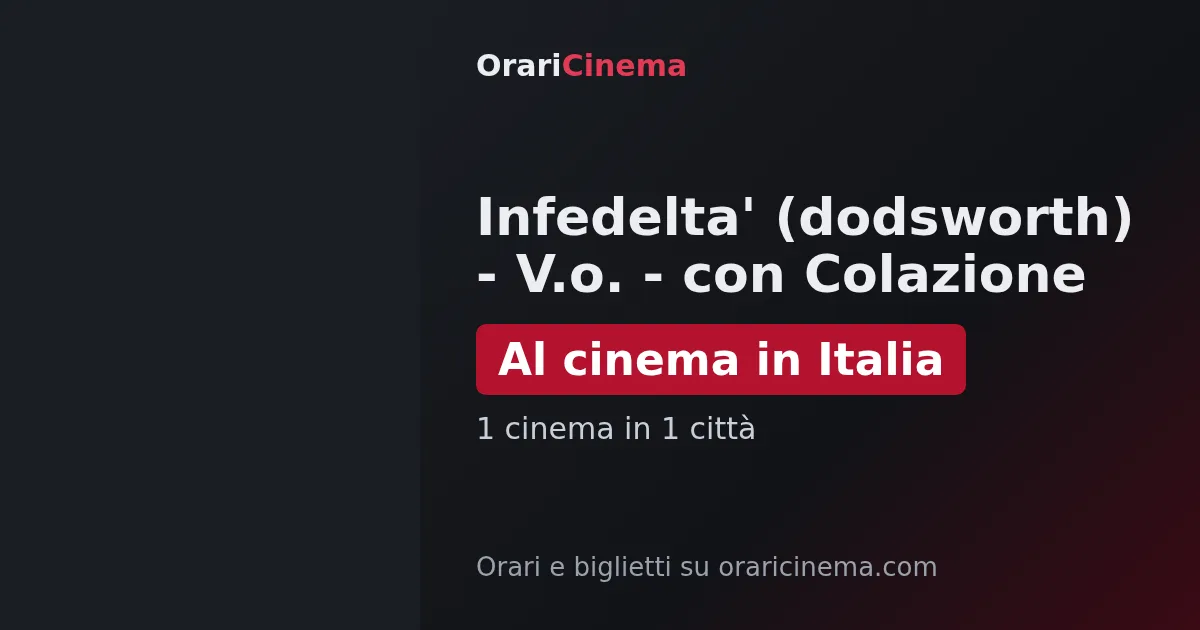 OrariCinema
Infedelta' (dodsworth)
- V.o. - con Colazione
Al cinema in Italia
1 cinema in 1 città
Orari e biglietti su oraricinema.com